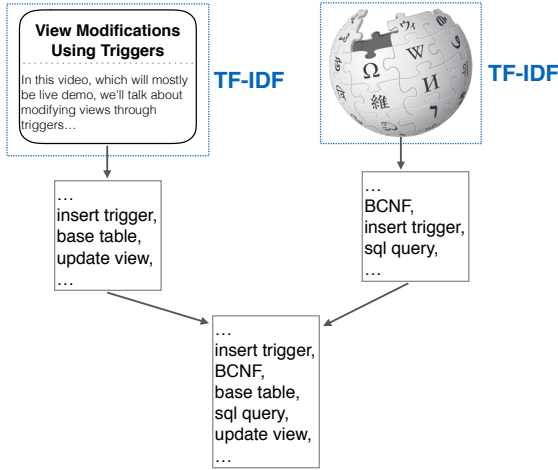 View Modifications
Using Triggers
In this video, which will mostly
be live demo, we'll talk about
modifying views through
triggers…
TF-IDF
Ω
W
И
維
ウィ
TF-IDF
…
insert trigger,
base table,
update view,
…
…
BCNF,
insert trigger,
sql query,
…
…
insert trigger,
BCNF,
base table,
sql query,
update view,
…